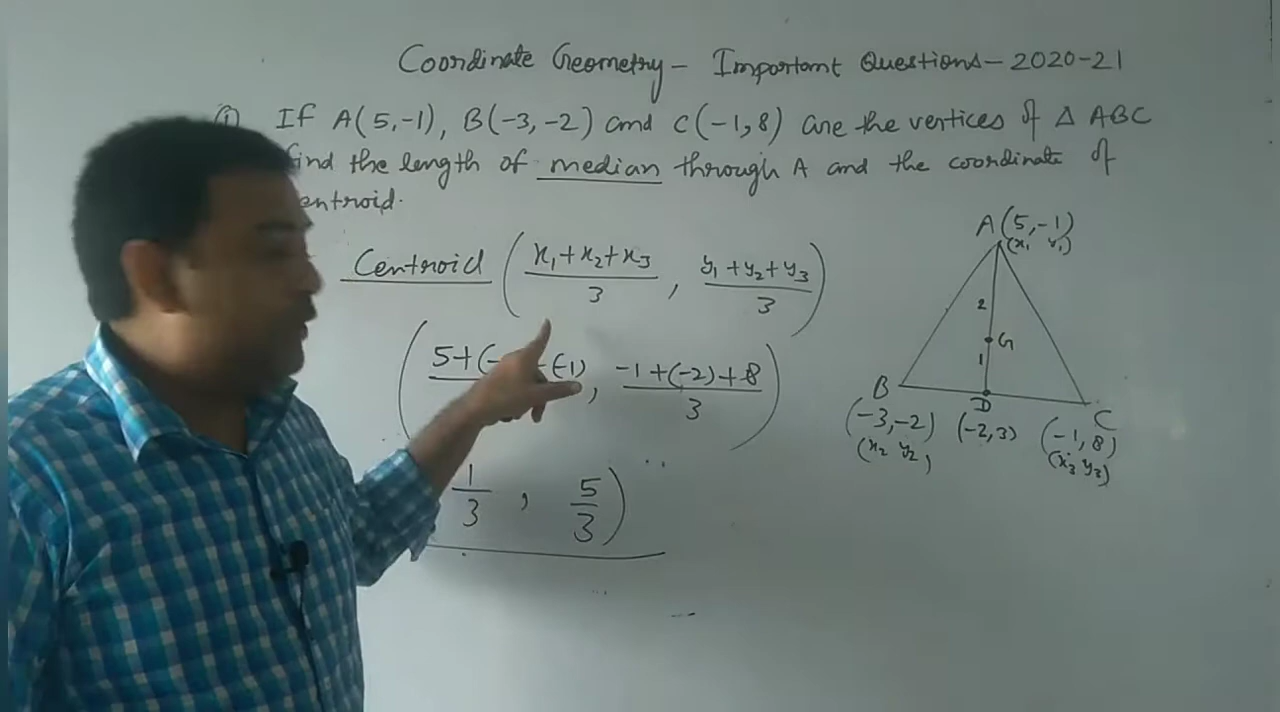 Coordinate Geometry - Important Questions - 2020-21
① If A(5,-1), B(-3,-2) and C(-1,8) are the vertices of Δ ABC
find the length of median through A and the coordinate of
entroid.
Centroid ( x₁+x₂+x₃ / 3 , y₁+y₂+y₃ / 3 )
( 5+(- -1) , -1+(-2)+8 / 3 )
1/3 , 5/3 )
A(5,-1)
(x₁ y₁)
2
G
1
B D C
(-3,-2) (-2,3) (-1,8)
(x₂ y₂) (x₃ y₃)